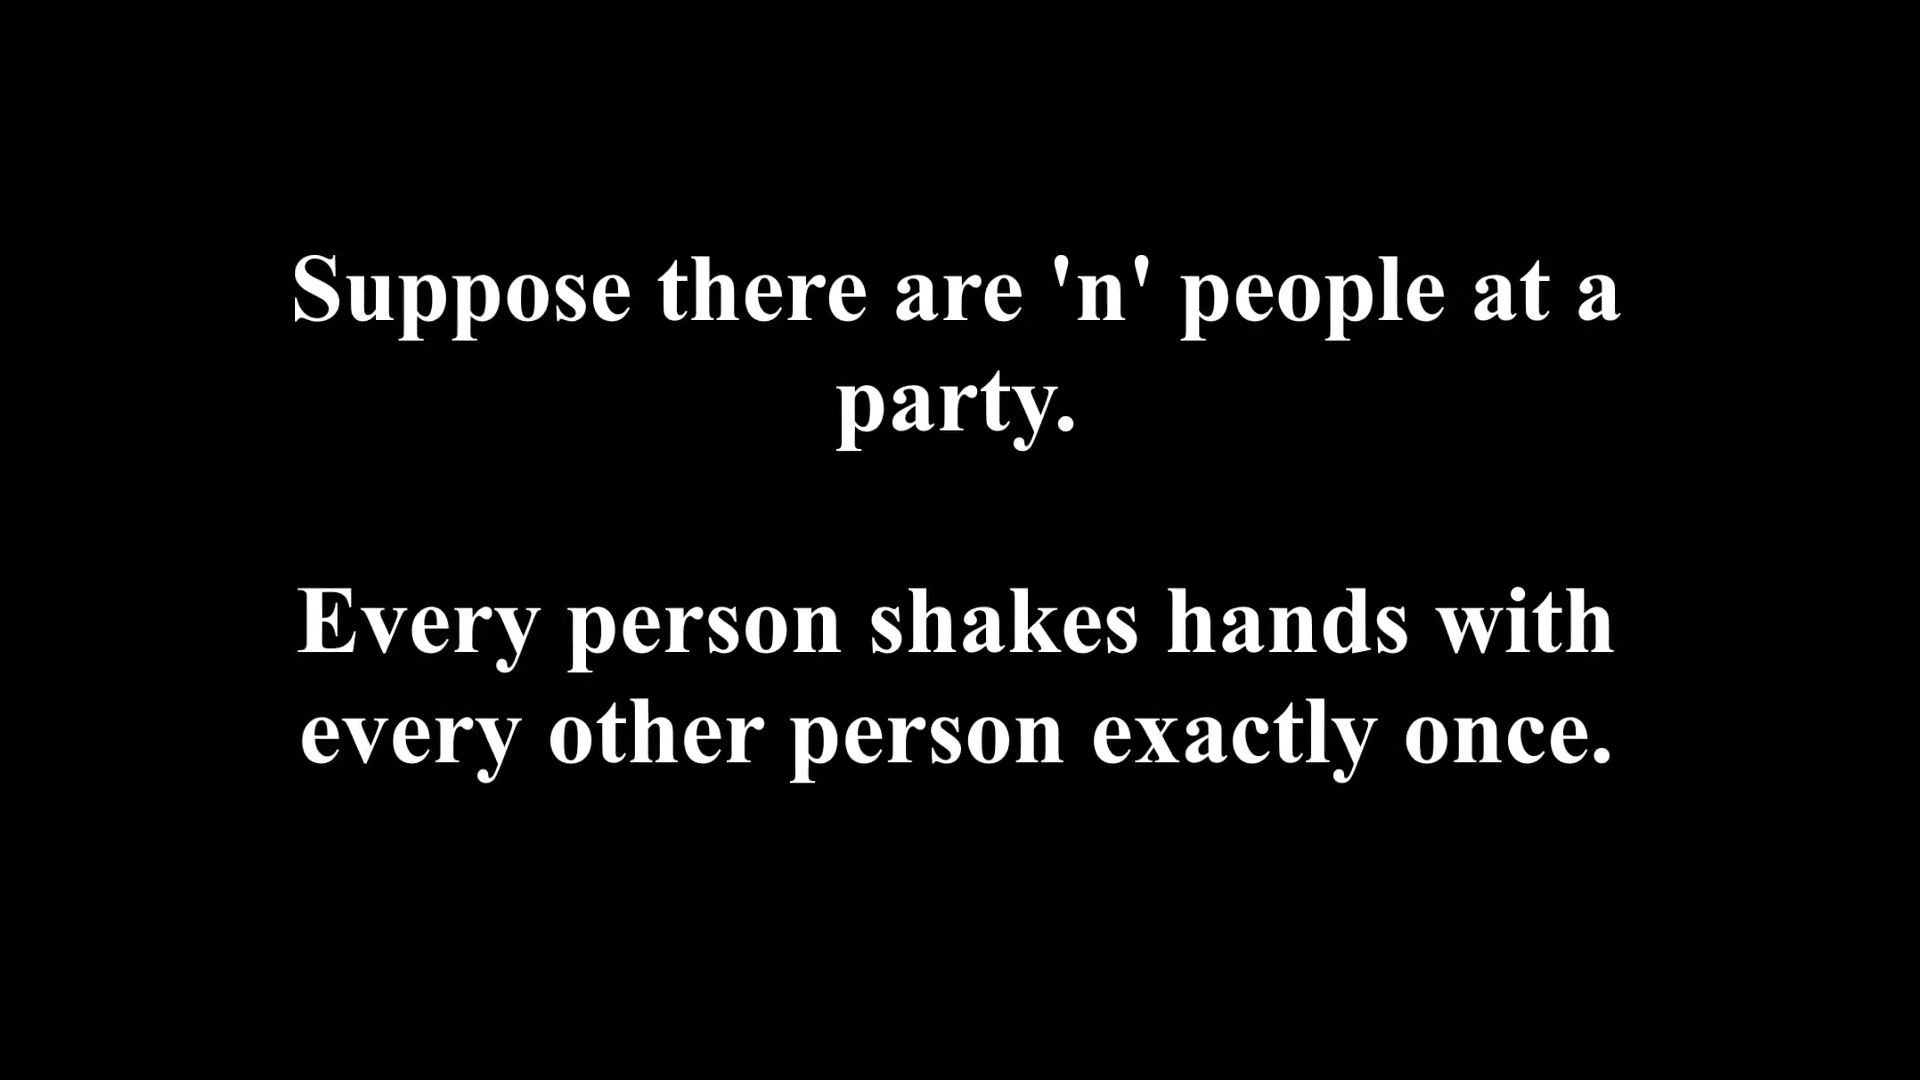 Suppose there are 'n' people at a
party.
Every person shakes hands with
every other person exactly once.